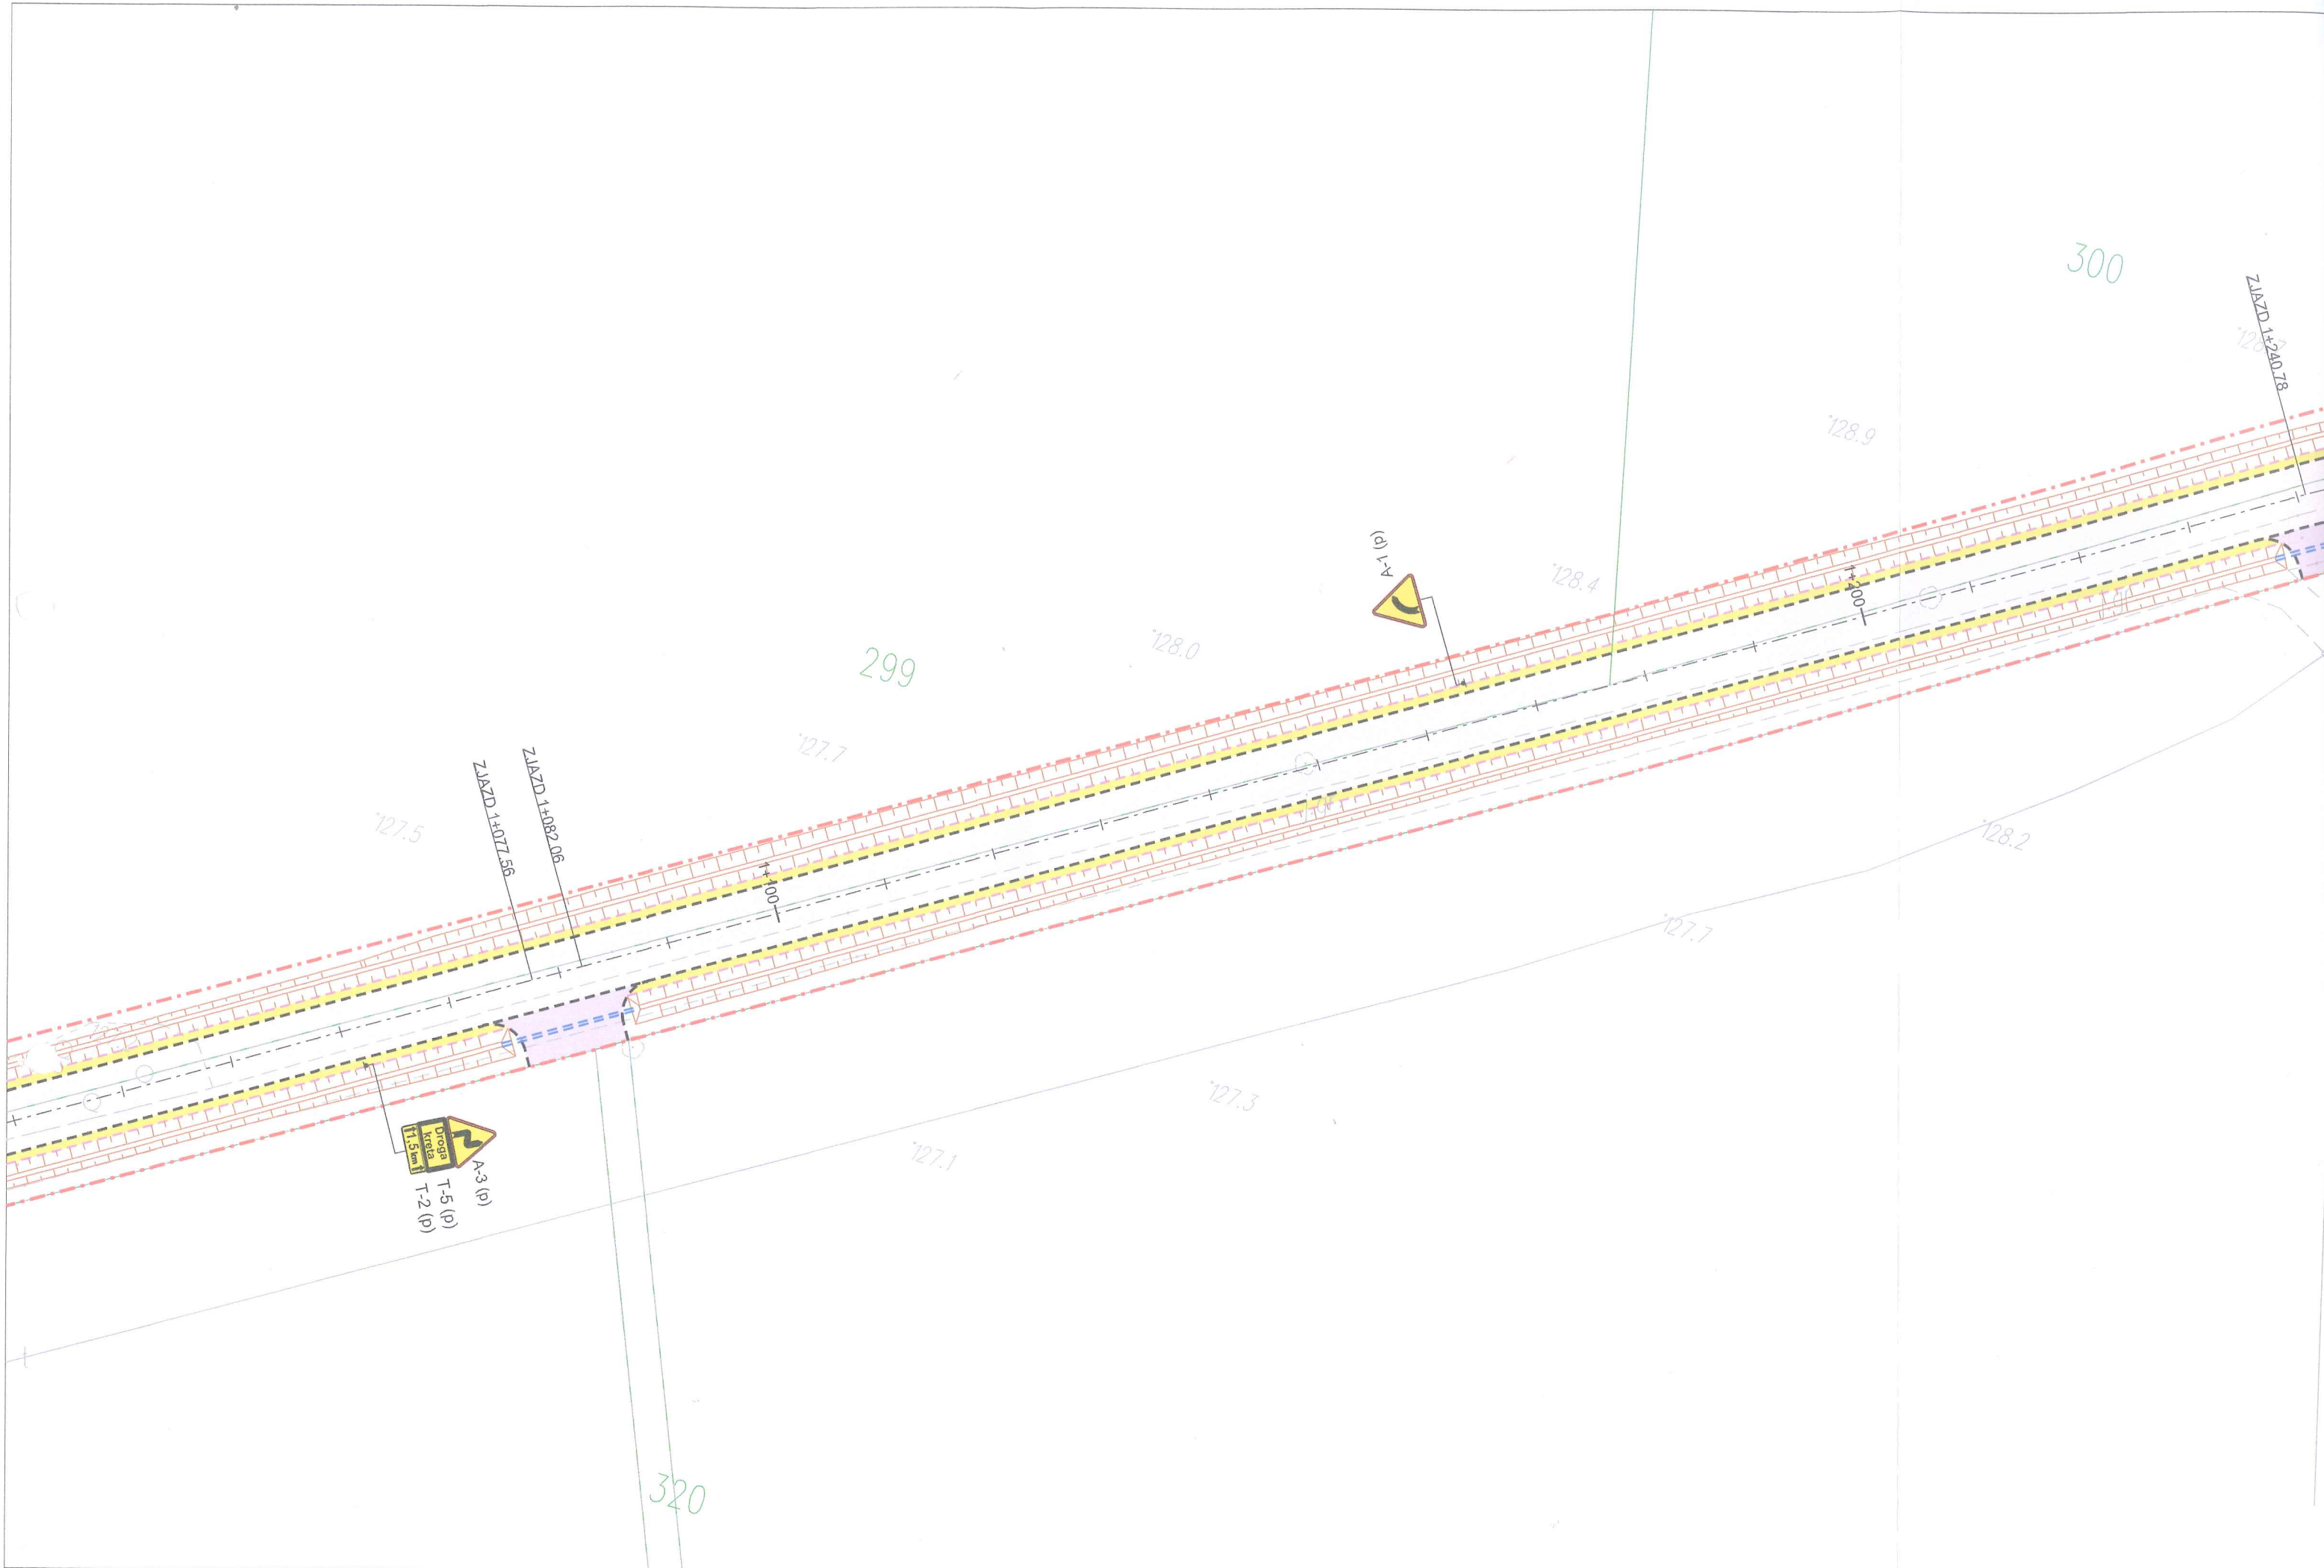 300
ZJAZD 1+240.78
128.9
A-1 (p)
128.4
1+200
128.0
299
127.7
ZJAZD 1+082.06
ZJAZD 1+077.56
127.5
1+100
128.2
127.7
127.3
127.1
A-3 (p)
Droga
kręta
T-5 (p)
1,5 km
T-2 (p)
320